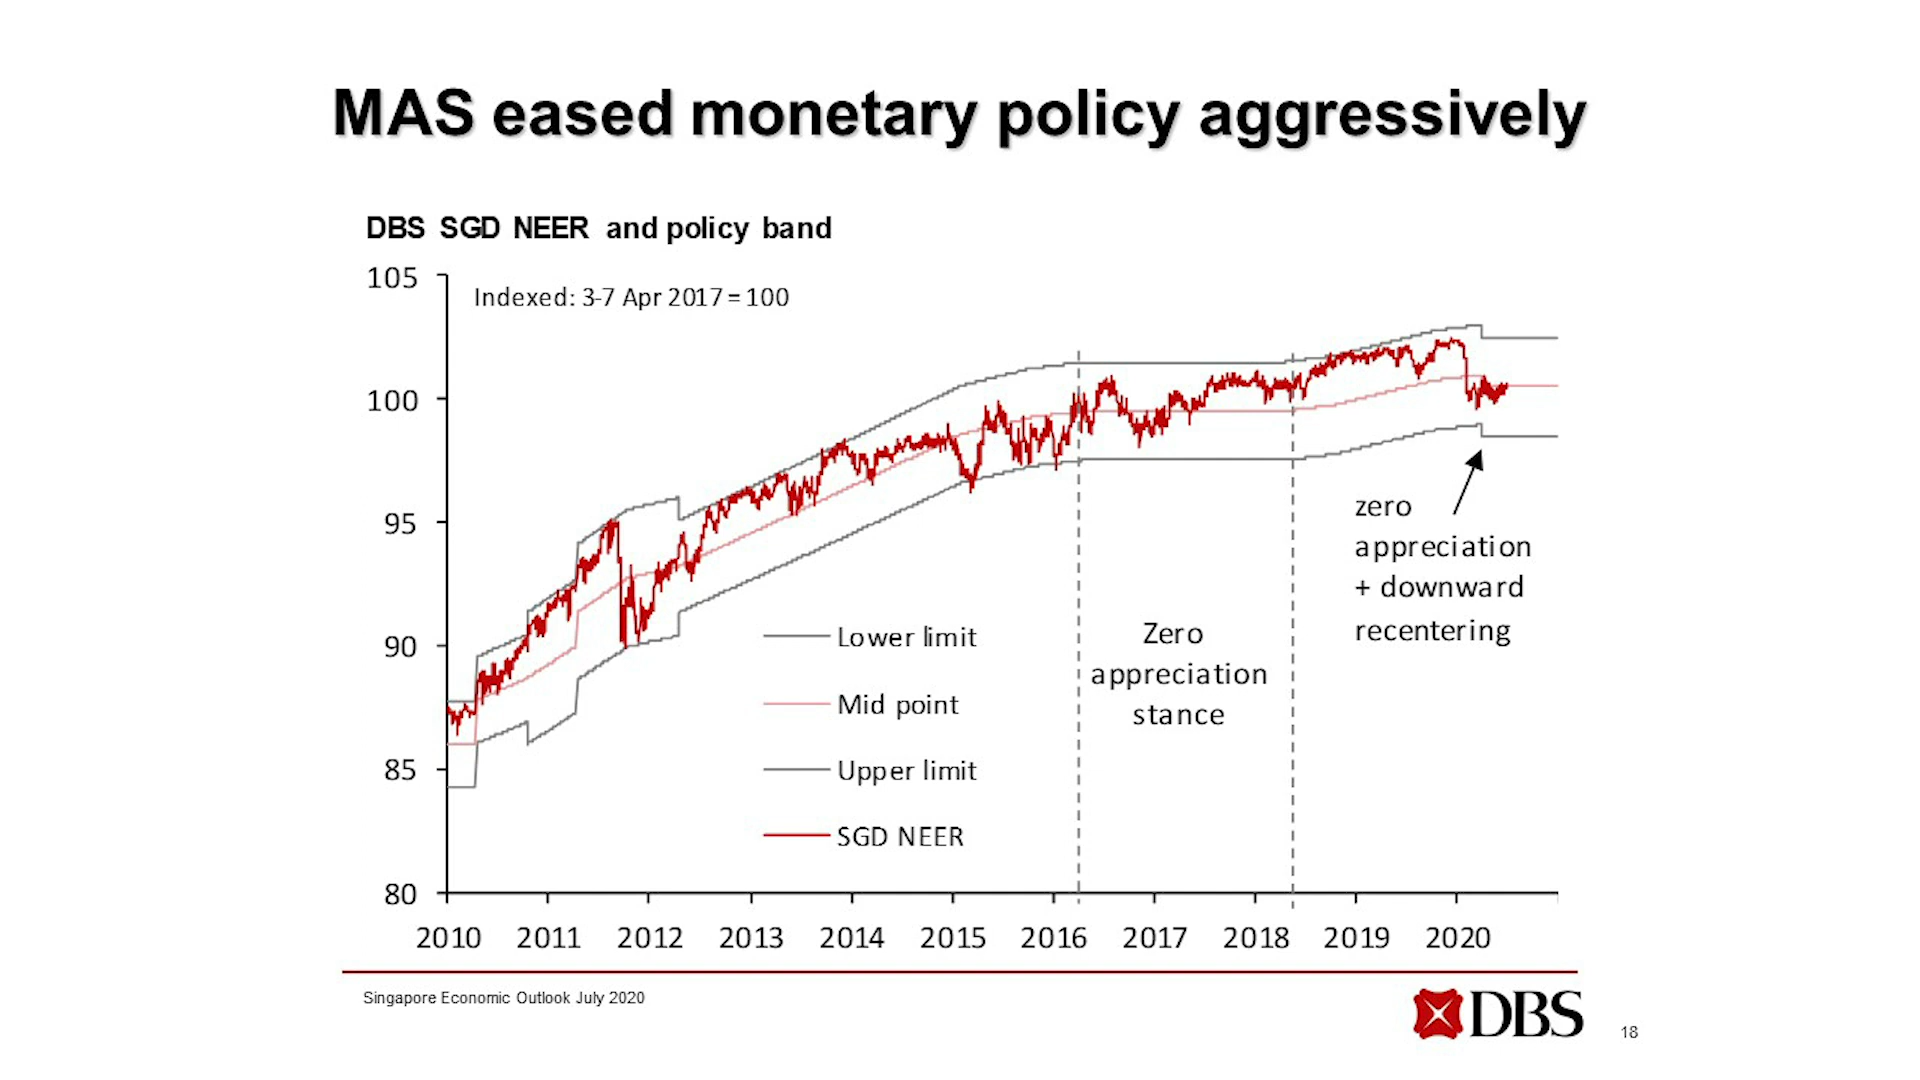 MAS eased monetary policy aggressively
DBS SGD NEER and policy band
Indexed: 3-7 Apr 2017 = 100
105
100
95
90
85
80
Lower limit
Mid point
Upper limit
SGD NEER
Zero
appreciation
stance
zero
appreciation
+ downward
recentering
2010 2011 2012 2013 2014 2015 2016 2017 2018 2019 2020
Singapore Economic Outlook July 2020
DBS
18